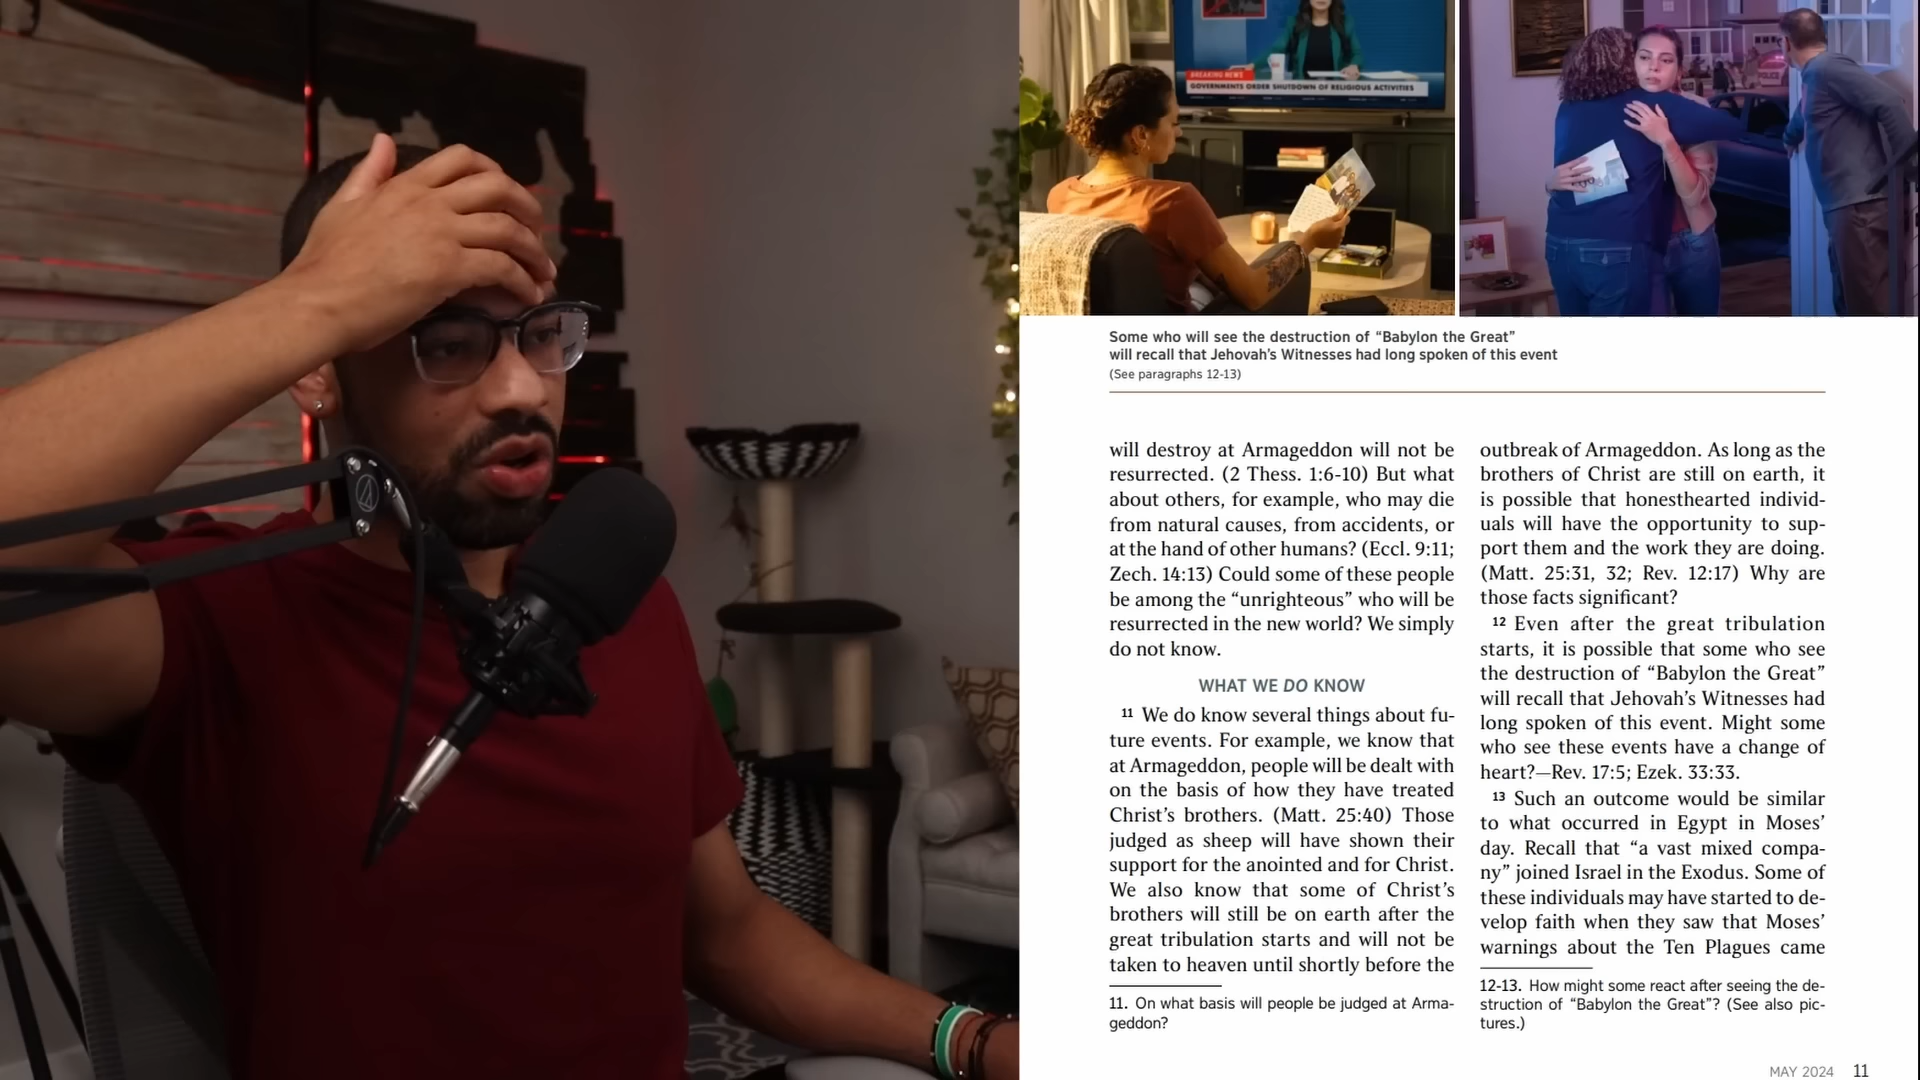 BREAKING NEWS
GOVERNMENTS ORDER SHUTDOWN OF RELIGIOUS ACTIVITIES
POLICE
Some who will see the destruction of “Babylon the Great”
will recall that Jehovah’s Witnesses had long spoken of this event
(See paragraphs 12-13)
will destroy at Armageddon will not be
resurrected. (2 Thess. 1:6-10) But what
about others, for example, who may die
from natural causes, from accidents, or
at the hand of other humans? (Eccl. 9:11;
Zech. 14:13) Could some of these people
be among the “unrighteous” who will be
resurrected in the new world? We simply
do not know.
WHAT WE DO KNOW
11 We do know several things about fu-
ture events. For example, we know that
at Armageddon, people will be dealt with
on the basis of how they have treated
Christ’s brothers. (Matt. 25:40) Those
judged as sheep will have shown their
support for the anointed and for Christ.
We also know that some of Christ’s
brothers will still be on earth after the
great tribulation starts and will not be
taken to heaven until shortly before the
11. On what basis will people be judged at Arma-
geddon?
outbreak of Armageddon. As long as the
brothers of Christ are still on earth, it
is possible that honesthearted individ-
uals will have the opportunity to sup-
port them and the work they are doing.
(Matt. 25:31, 32; Rev. 12:17) Why are
those facts significant?
12 Even after the great tribulation
starts, it is possible that some who see
the destruction of “Babylon the Great”
will recall that Jehovah’s Witnesses had
long spoken of this event. Might some
who see these events have a change of
heart?—Rev. 17:5; Ezek. 33:33.
13 Such an outcome would be similar
to what occurred in Egypt in Moses’
day. Recall that “a vast mixed compa-
ny” joined Israel in the Exodus. Some of
these individuals may have started to de-
velop faith when they saw that Moses’
warnings about the Ten Plagues came
12-13. How might some react after seeing the de-
struction of “Babylon the Great”? (See also pic-
tures.)
MAY 2024 11